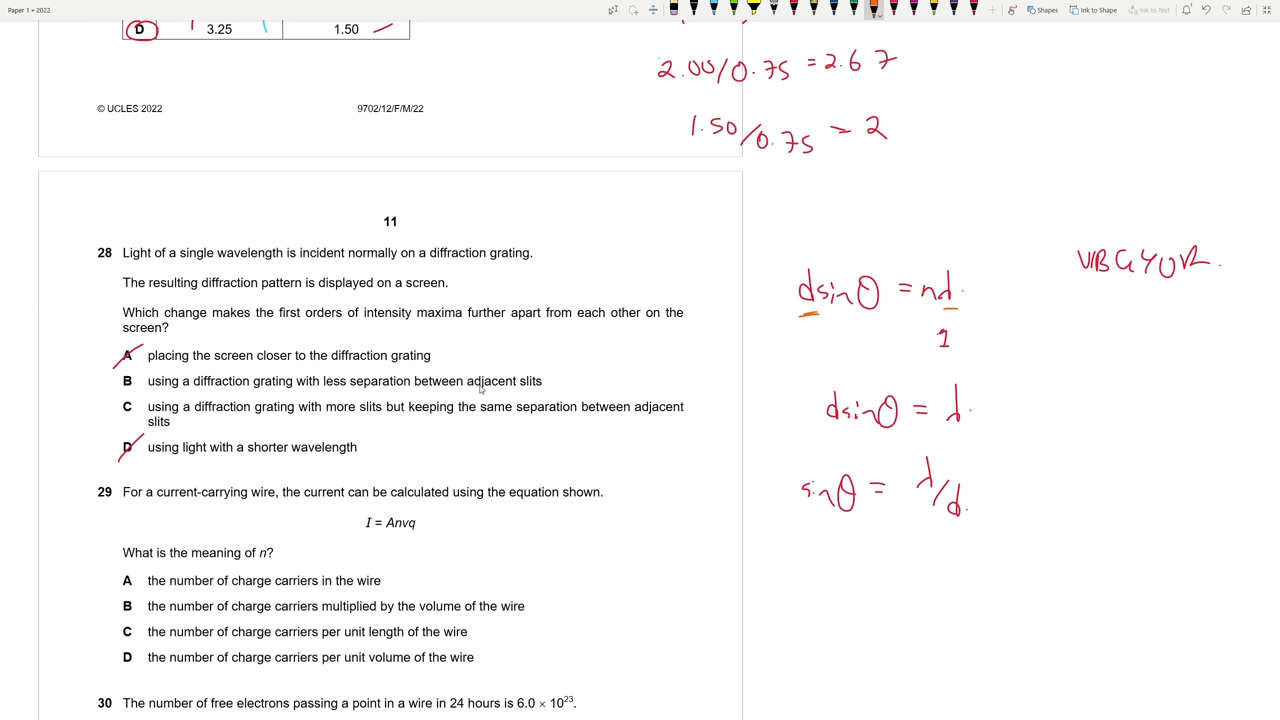 Paper 1 » 2022
Shapes
Ink to Shape
Ink to Text
D 3.25 1.50
© UCLES 2022 9702/12/F/M/22
2.00/0.75 = 2.67
1.50/0.75 = 2
11
28 Light of a single wavelength is incident normally on a diffraction grating.
The resulting diffraction pattern is displayed on a screen.
Which change makes the first orders of intensity maxima further apart from each other on the
screen?
A placing the screen closer to the diffraction grating
B using a diffraction grating with less separation between adjacent slits
C using a diffraction grating with more slits but keeping the same separation between adjacent
slits
D using light with a shorter wavelength
29 For a current-carrying wire, the current can be calculated using the equation shown.
I = Anvq
What is the meaning of n?
A the number of charge carriers in the wire
B the number of charge carriers multiplied by the volume of the wire
C the number of charge carriers per unit length of the wire
D the number of charge carriers per unit volume of the wire
30 The number of free electrons passing a point in a wire in 24 hours is 6.0 × 10²³.
VIBGYOR.
dsinθ = nλ.
1
dsinθ = λ.
sinθ = λ/d.